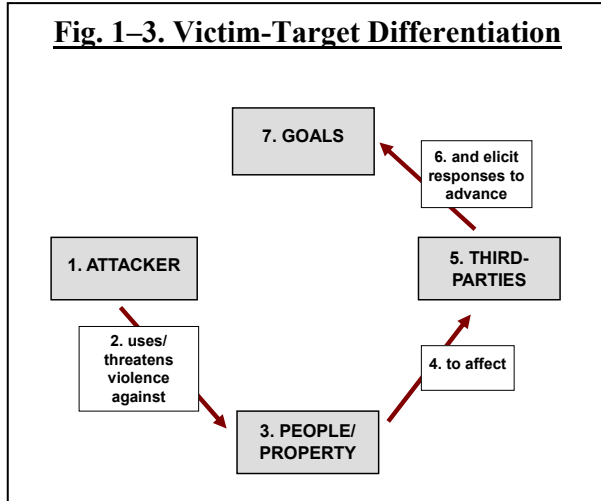 Fig. 1–3. Victim-Target Differentiation
7. GOALS
6. and elicit
responses to
advance
1. ATTACKER
5. THIRD-
PARTIES
2. uses/
threatens
violence
against
4. to affect
3. PEOPLE/
PROPERTY